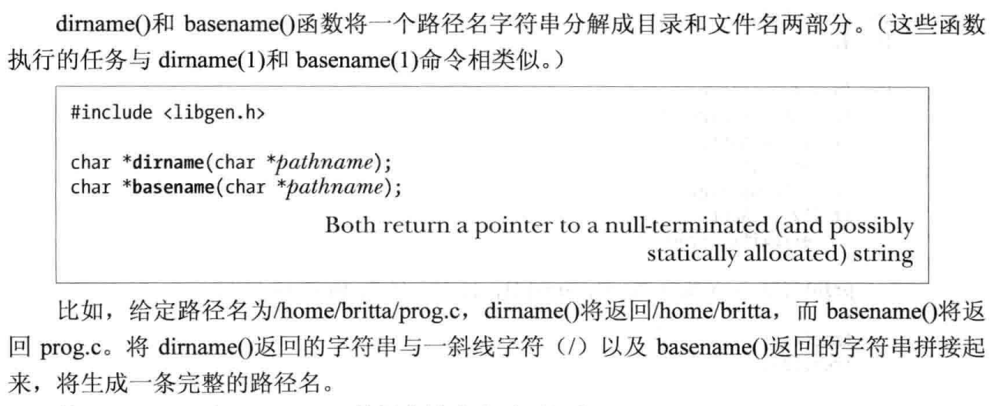 dirname()和 basename()函数将一个路径名字符串分解成目录和文件名两部分。（这些函数
执行的任务与 dirname(1)和 basename(1)命令相类似。）
#include <libgen.h>
char *dirname(char *pathname);
char *basename(char *pathname);
Both return a pointer to a null-terminated (and possibly
statically allocated) string
比如，给定路径名为/home/britta/prog.c，dirname()将返回/home/britta，而 basename()将返
回 prog.c。将 dirname()返回的字符串与一斜线字符（/）以及 basename()返回的字符串拼接起
来，将生成一条完整的路径名。